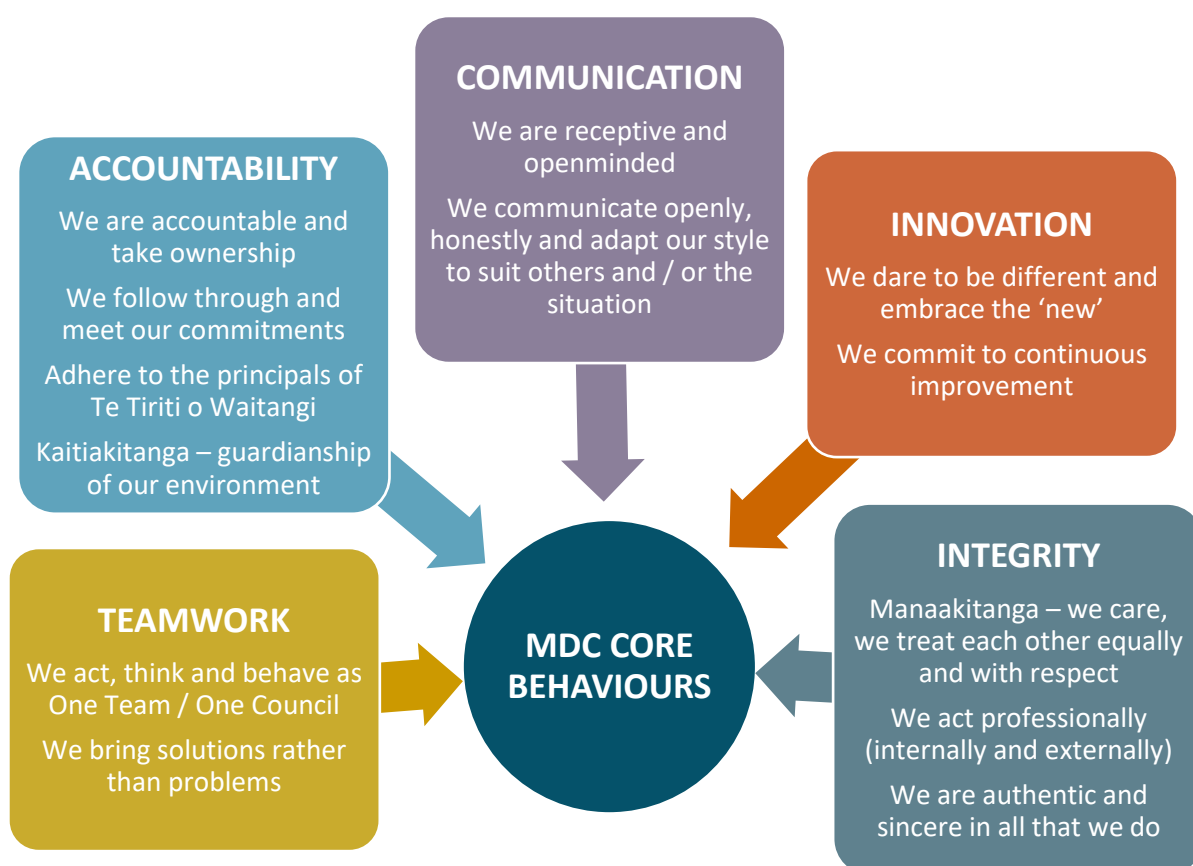 COMMUNICATION
We are receptive and
openminded
We communicate openly,
honestly and adapt our style
to suit others and / or the
situation
ACCOUNTABILITY
We are accountable and
take ownership
We follow through and
meet our commitments
Adhere to the principals of
Te Tiriti o Waitangi
Kaitiakitanga – guardianship
of our environment
INNOVATION
We dare to be different and
embrace the ‘new’
We commit to continuous
improvement
TEAMWORK
We act, think and behave as
One Team / One Council
We bring solutions rather
than problems
MDC CORE
BEHAVIOURS
INTEGRITY
Manaakitanga – we care,
we treat each other equally
and with respect
We act professionally
(internally and externally)
We are authentic and
sincere in all that we do